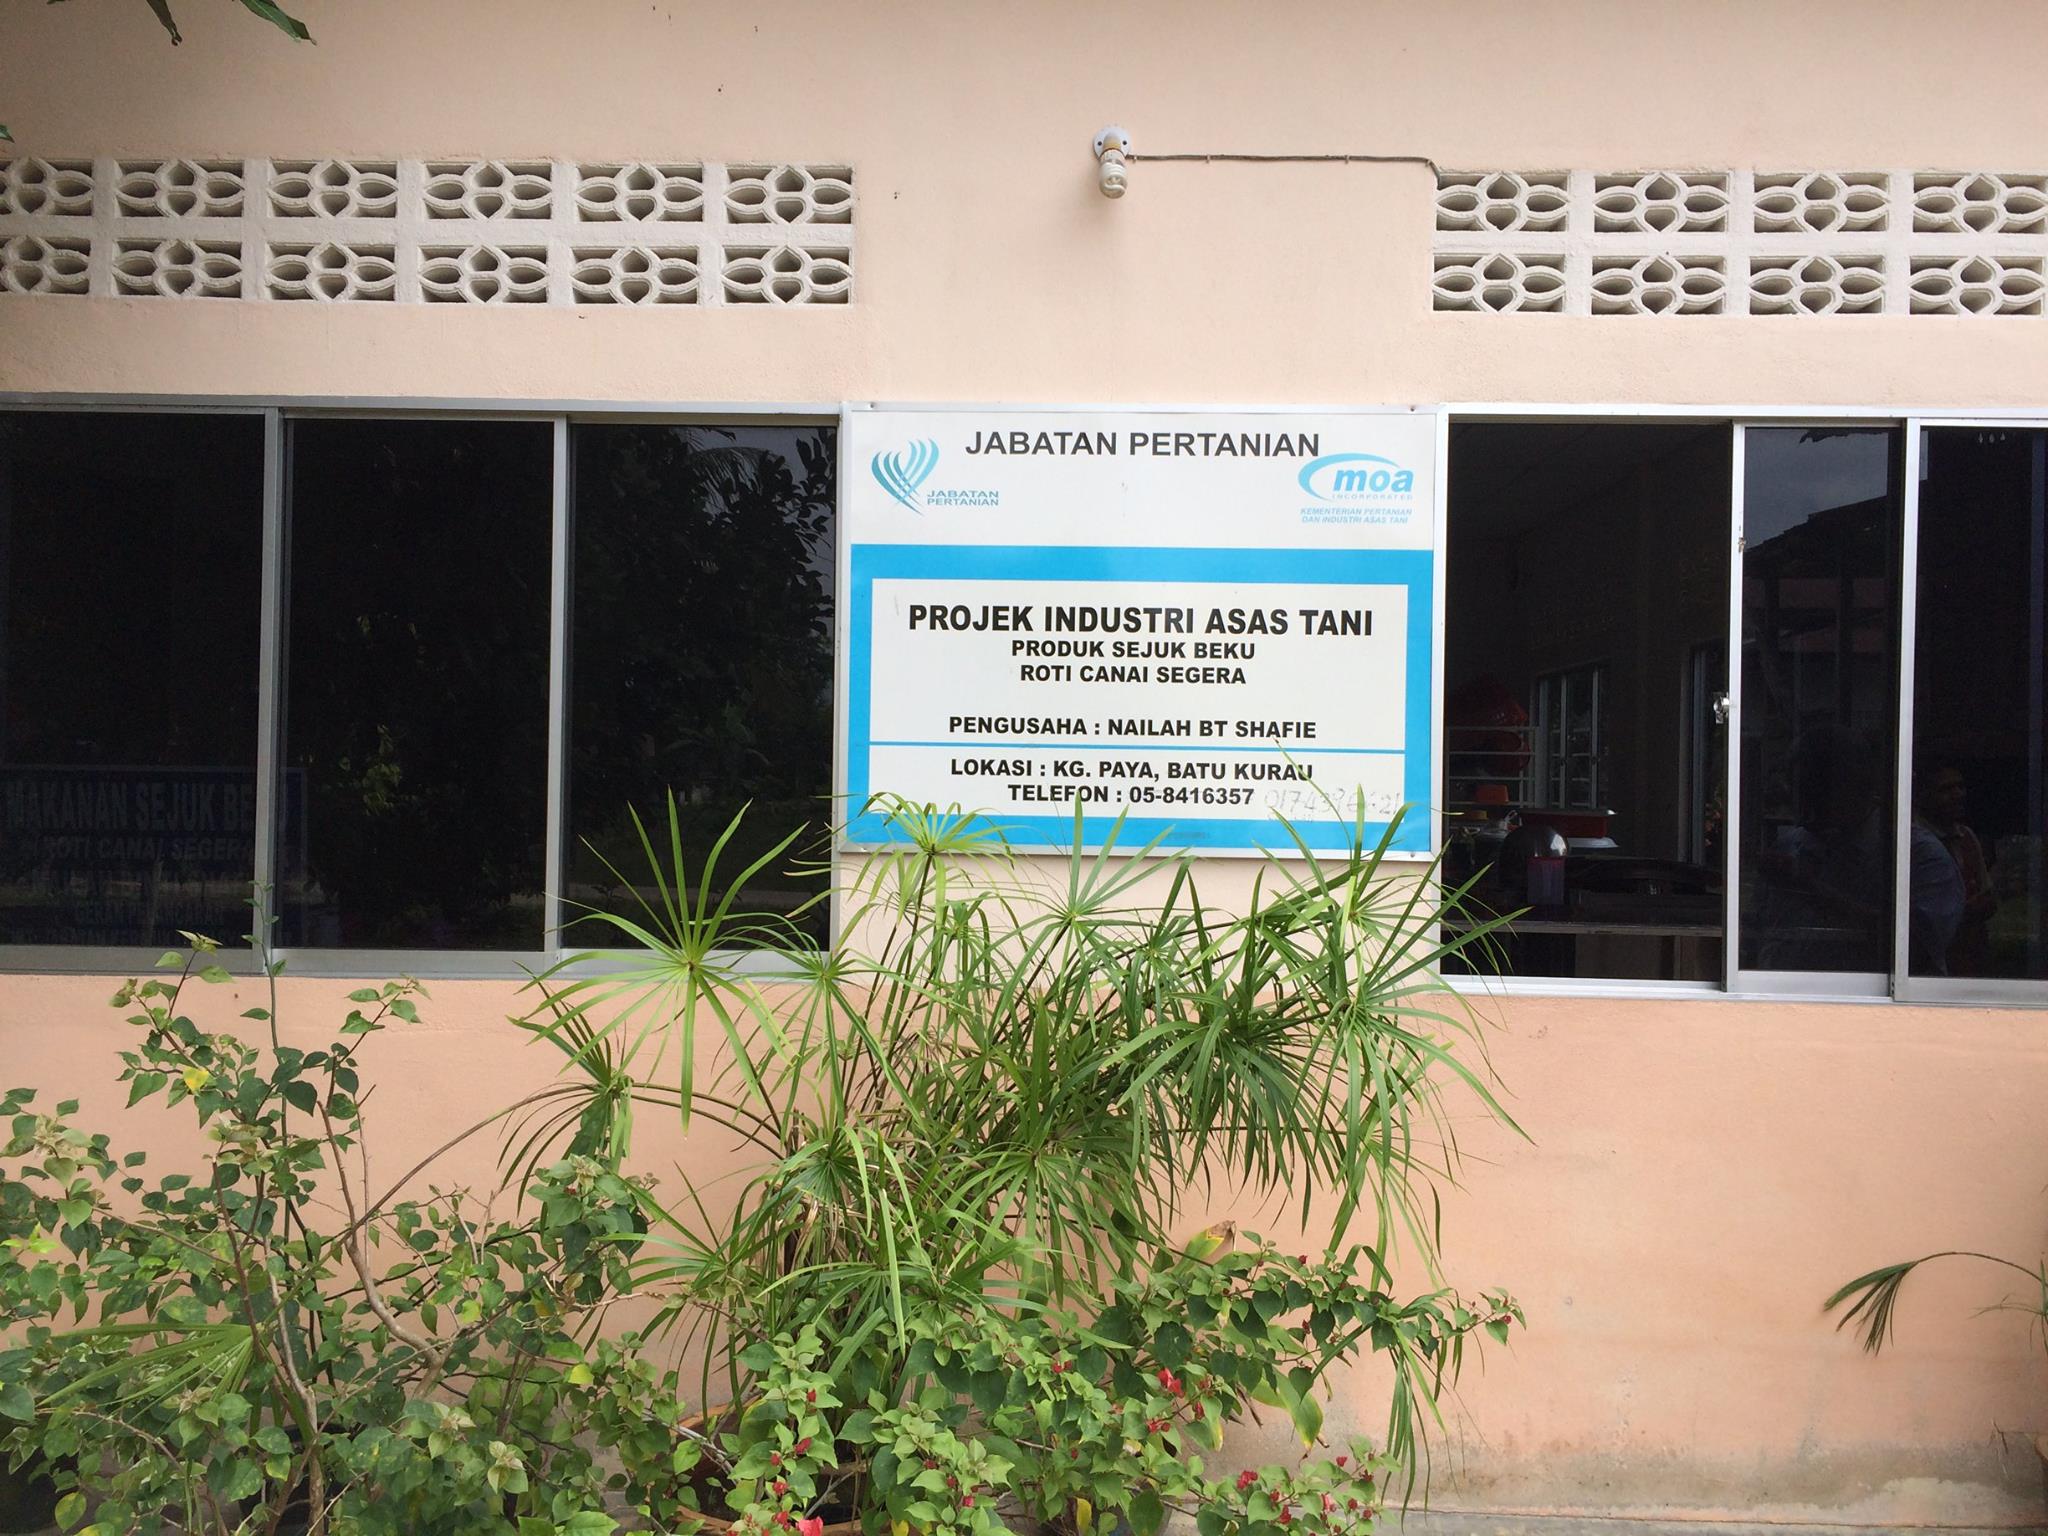 JABATAN PERTANIAN
JABATAN
PERTANIAN
moa
INCORPORATED
KEMENTERIAN PERTANIAN
DAN INDUSTRI ASAS TANI
PROJEK INDUSTRI ASAS TANI
PRODUK SEJUK BEKU
ROTI CANAI SEGERA
PENGUSAHA : NAILAH BT SHAFIE
LOKASI : KG. PAYA, BATU KURAU
TELEFON : 05-8416357
MAKANAN SEJUK BEKU
ROTI CANAI SEGERA